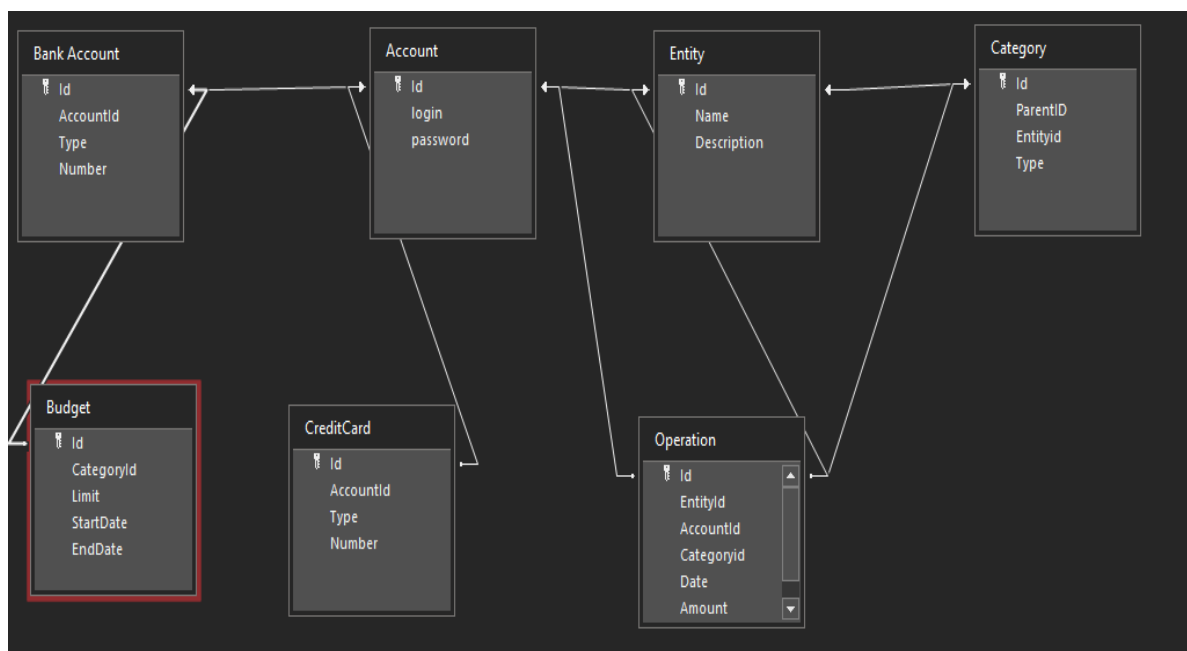 Bank Account
Id
AccountId
Type
Number
Account
Id
login
password
Entity
Id
Name
Description
Category
Id
ParentID
Entityid
Type
Budget
Id
CategoryId
Limit
StartDate
EndDate
CreditCard
Id
AccountId
Type
Number
Operation
Id
EntityId
AccountId
Categoryid
Date
Amount